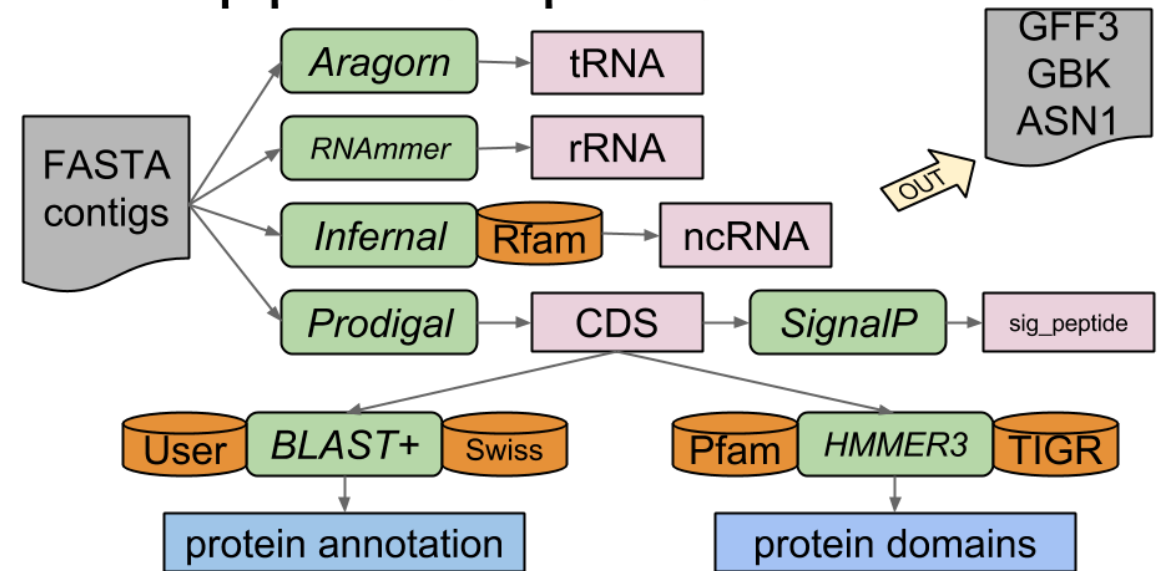 Aragorn
tRNA
GFF3
GBK
ASN1
RNAmmer
rRNA
FASTA
contigs
OUT
Infernal
Rfam
ncRNA
Prodigal
CDS
SignalP
sig_peptide
User
BLAST+
Swiss
Pfam
HMMER3
TIGR
protein annotation
protein domains